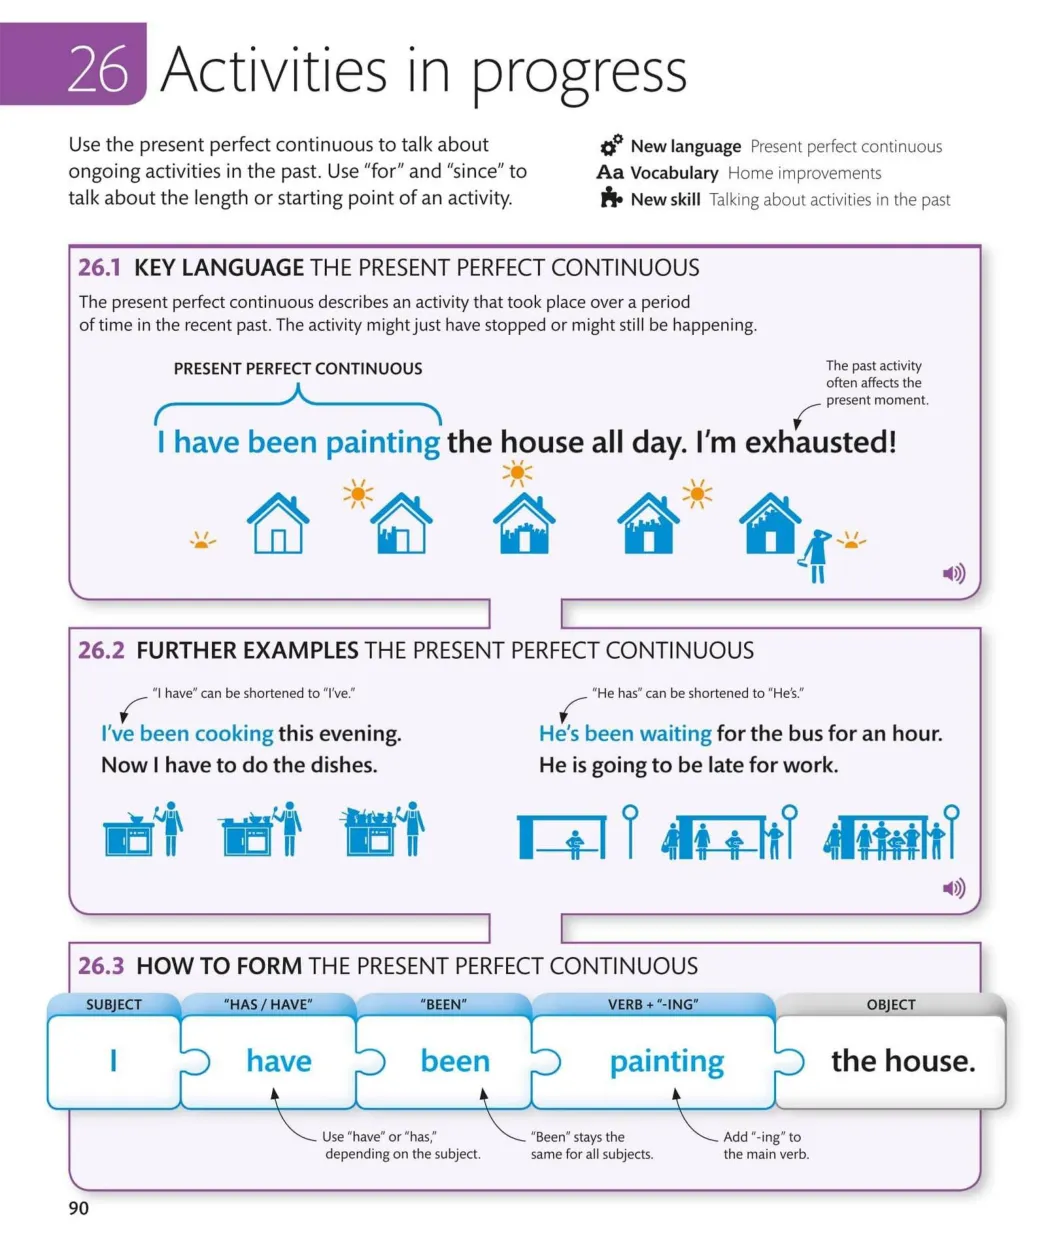 26 Activities in progress
Use the present perfect continuous to talk about
ongoing activities in the past. Use “for” and “since” to
talk about the length or starting point of an activity.
New language Present perfect continuous
Aa Vocabulary Home improvements
New skill Talking about activities in the past
26.1 KEY LANGUAGE THE PRESENT PERFECT CONTINUOUS
The present perfect continuous describes an activity that took place over a period
of time in the recent past. The activity might just have stopped or might still be happening.
PRESENT PERFECT CONTINUOUS
The past activity
often affects the
present moment.
I have been painting the house all day. I’m exhausted!
26.2 FURTHER EXAMPLES THE PRESENT PERFECT CONTINUOUS
“I have” can be shortened to “I’ve.”
I’ve been cooking this evening.
Now I have to do the dishes.
“He has” can be shortened to “He’s.”
He’s been waiting for the bus for an hour.
He is going to be late for work.
26.3 HOW TO FORM THE PRESENT PERFECT CONTINUOUS
SUBJECT “HAS / HAVE” “BEEN” VERB + “-ING” OBJECT
I have been painting the house.
Use “have” or “has,”
depending on the subject.
“Been” stays the
same for all subjects.
Add “-ing” to
the main verb.
90